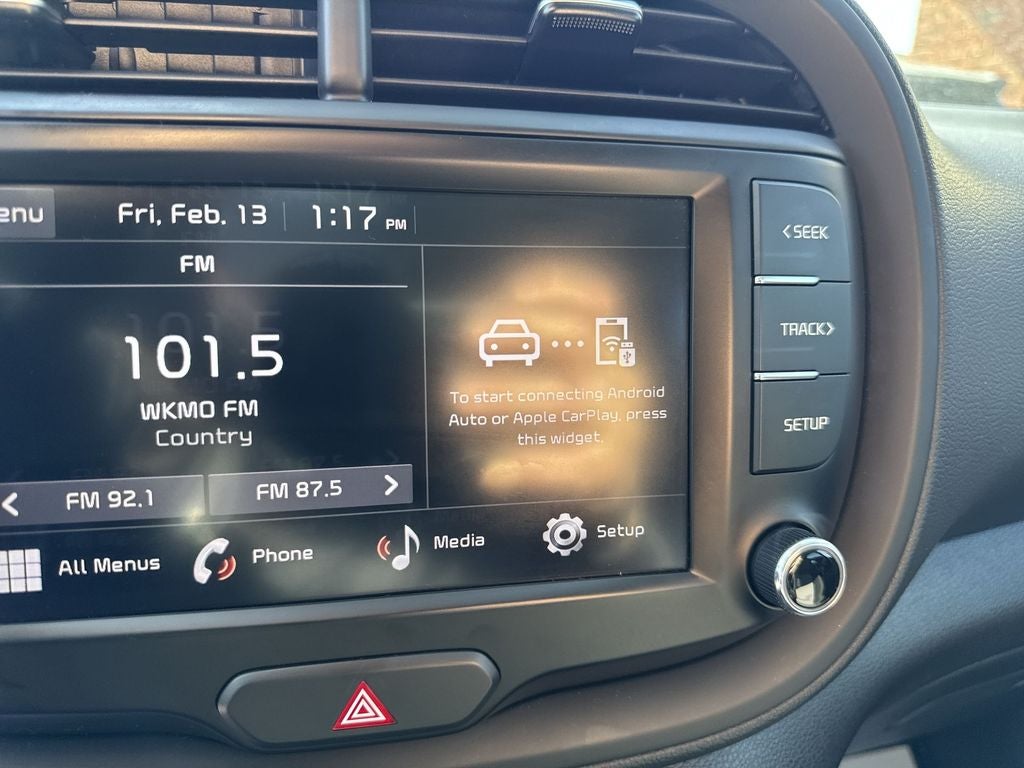 enu
Fri, Feb. 13
1:17 PM
FM
101.5
WKMO FM
Country
FM 92.1
FM 87.5
To start connecting Android
Auto or Apple CarPlay, press
this widget.
All Menus
Phone
Media
Setup
<SEEK
TRACK>
SETUP